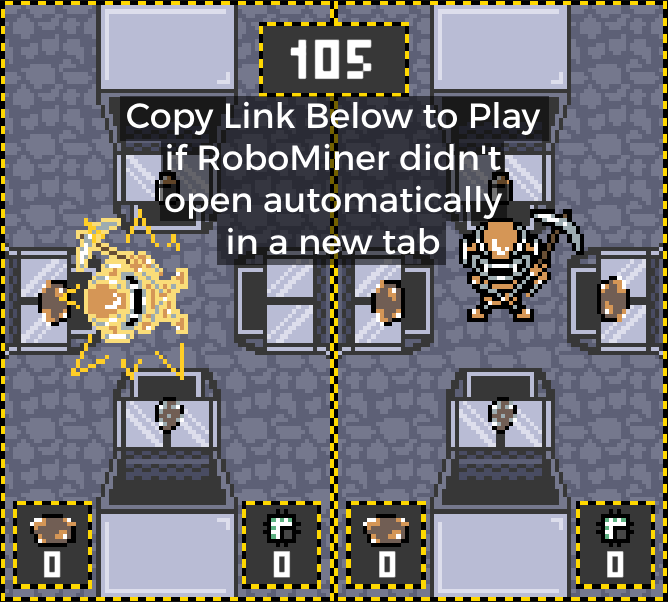 105
Copy Link Below to Play
if RoboMiner didn't
open automatically
in a new tab
0
0
0
0